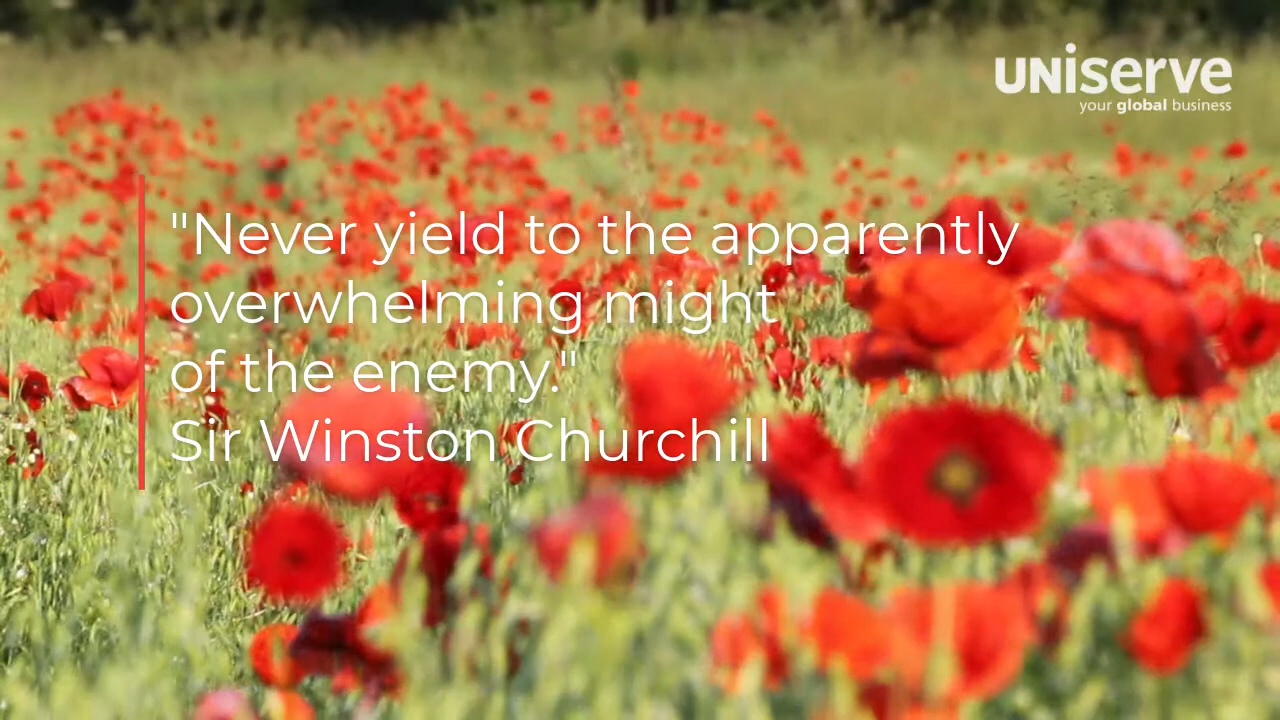 UNiserve
your global business
"Never yield to the apparently
overwhelming might
of the enemy."
Sir Winston Churchill